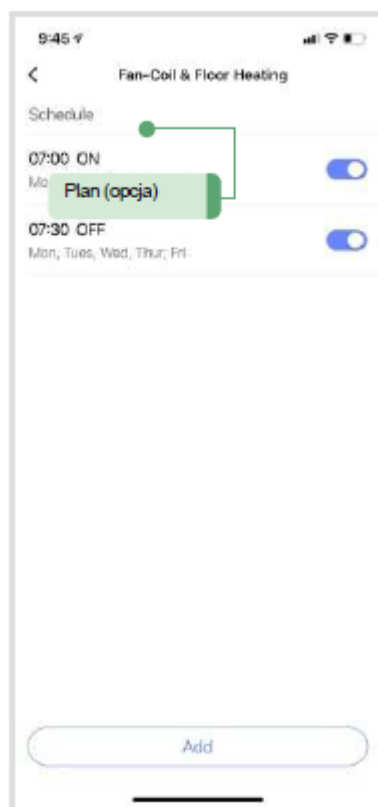 9:45
Fan-Coil & Floor Heating
Schedule
07:00 ON
Mo
Plan (opcja)
07:30 OFF
Mon, Tues, Wed, Thur, Fri
Add